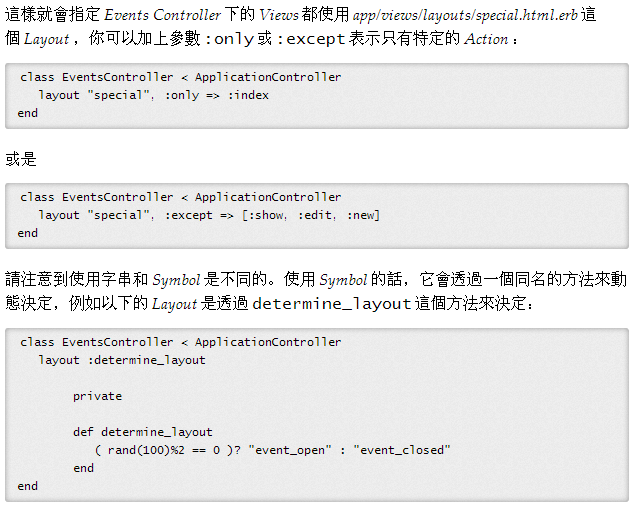 這樣就會指定 Events Controller 下的 Views 都使用 app/views/layouts/special.html.erb 這
個 Layout ，你可以加上參數 :only 或 :except 表示只有特定的 Action：
class EventsController < ApplicationController
   layout "special", :only => :index
end
或是
class EventsController < ApplicationController
   layout "special", :except => [:show, :edit, :new]
end
請注意到使用字串和 Symbol 是不同的。使用 Symbol 的話，它會透過一個同名的方法來動
態決定，例如以下的 Layout 是透過 determine_layout 這個方法來決定：
class EventsController < ApplicationController
   layout :determine_layout
        private
        def determine_layout
           ( rand(100)%2 == 0 )? "event_open" : "event_closed"
        end
end